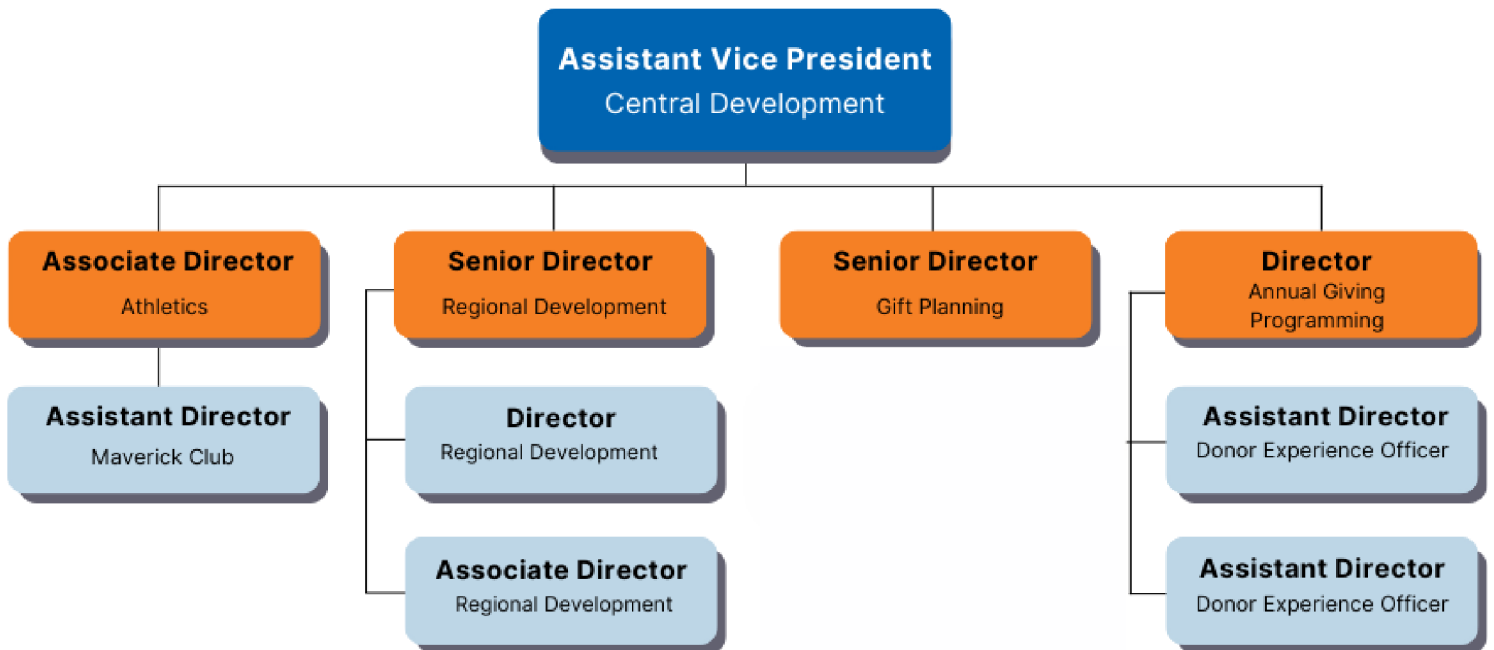 Assistant Vice President
Central Development
Associate Director
Athletics
Senior Director
Regional Development
Senior Director
Gift Planning
Director
Annual Giving
Programming
Assistant Director
Maverick Club
Director
Regional Development
Assistant Director
Donor Experience Officer
Associate Director
Regional Development
Assistant Director
Donor Experience Officer